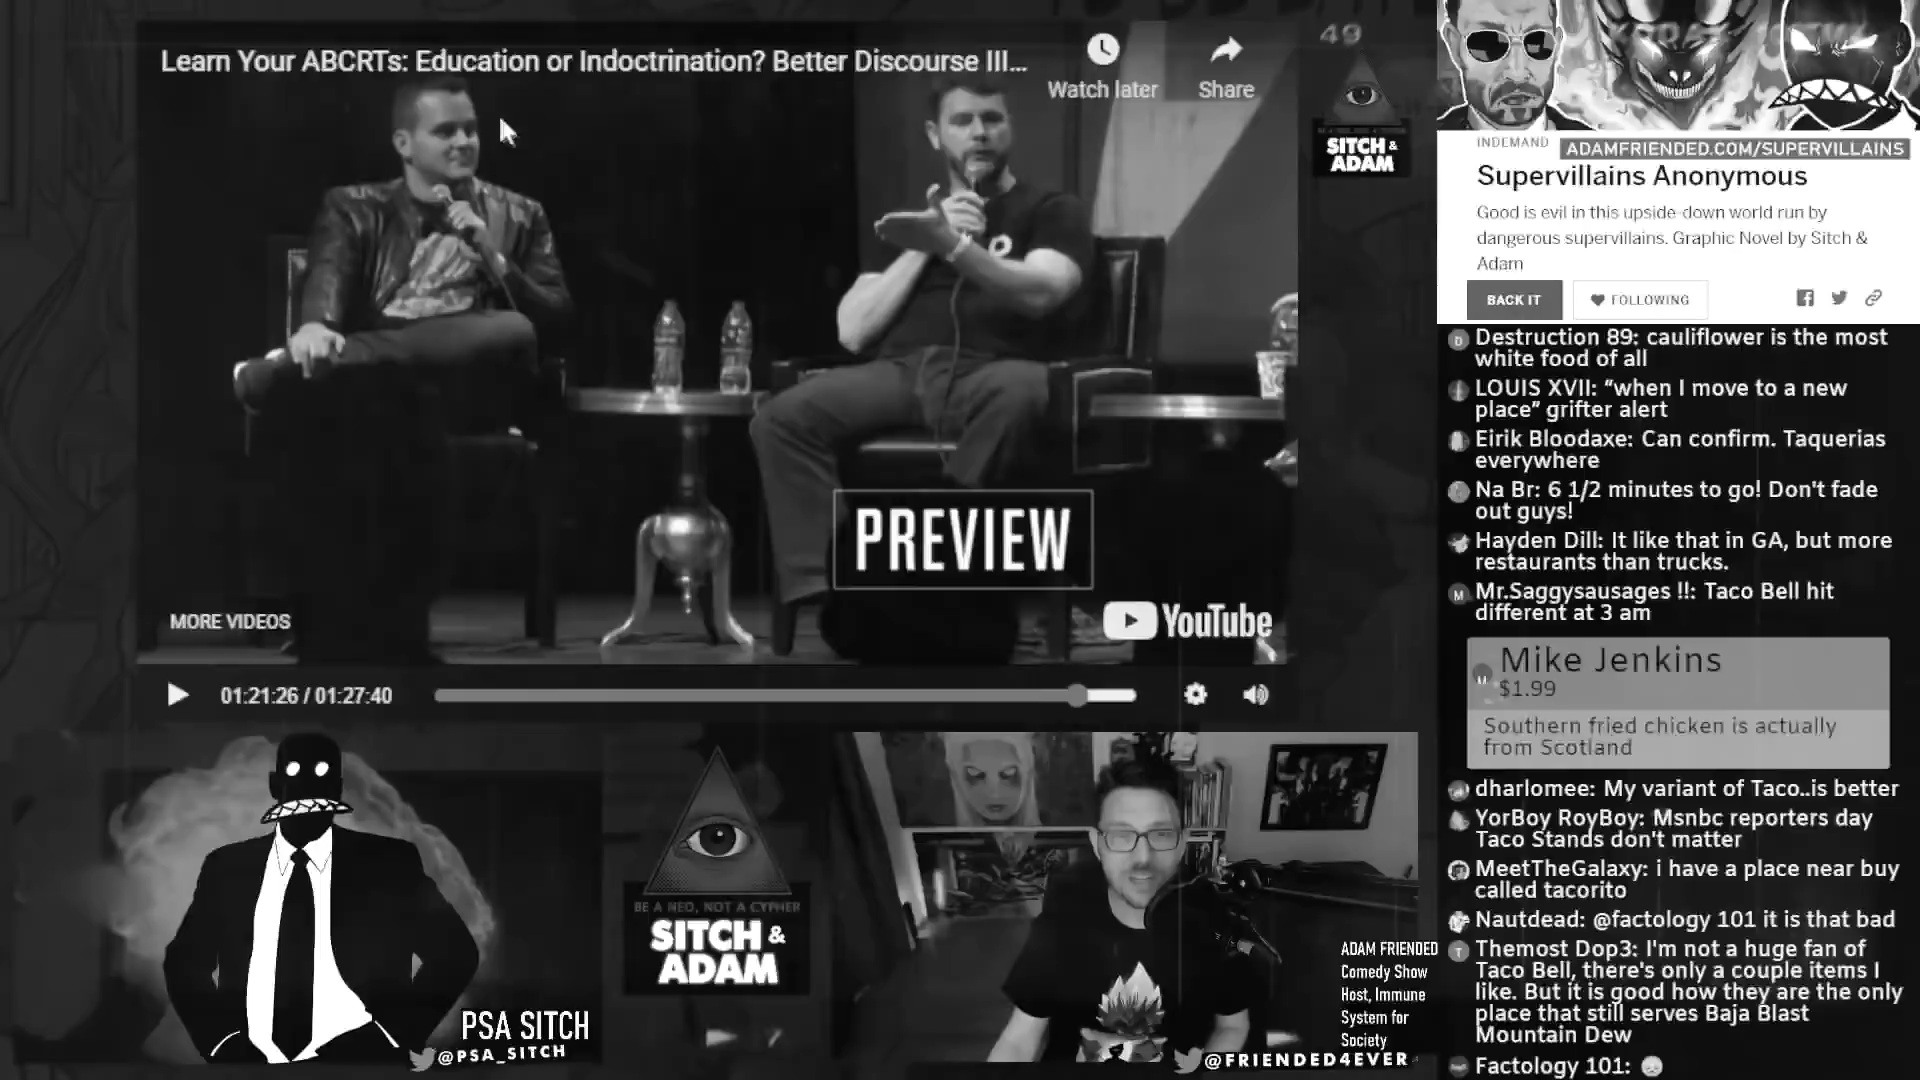 Learn Your ABCRTs: Education or Indoctrination? Better Discourse III...
Watch later
Share
49
SITCH &
ADAM
PREVIEW
MORE VIDEOS
YouTube
01:21:26 / 01:27:40
BE A NEO, NOT A CYPHER
SITCH &
ADAM
PSA SITCH
@PSA_SITCH
ADAM FRIENDED
Comedy Show
Host, Immune
System for
Society
@FRIENDED4EVER
INDEMAND
ADAMFRIENDED.COM/SUPERVILLAINS
Supervillains Anonymous
Good is evil in this upside-down world run by
dangerous supervillains. Graphic Novel by Sitch &
Adam
BACK IT
FOLLOWING
D Destruction 89: cauliflower is the most
white food of all
LOUIS XVII: “when I move to a new
place” grifter alert
Eirik Bloodaxe: Can confirm. Taquerias
everywhere
Na Br: 6 1/2 minutes to go! Don't fade
out guys!
Hayden Dill: It like that in GA, but more
restaurants than trucks.
M Mr.Saggysausages !!: Taco Bell hit
different at 3 am
M Mike Jenkins
$1.99
Southern fried chicken is actually
from Scotland
dharlomee: My variant of Taco..is better
YorBoy RoyBoy: Msnbc reporters day
Taco Stands don't matter
MeetTheGalaxy: i have a place near buy
called tacorito
Nautdead: @factology 101 it is that bad
T Themost Dop3: I'm not a huge fan of
Taco Bell, there's only a couple items I
like. But it is good how they are the only
place that still serves Baja Blast
Mountain Dew
Factology 101: 😞